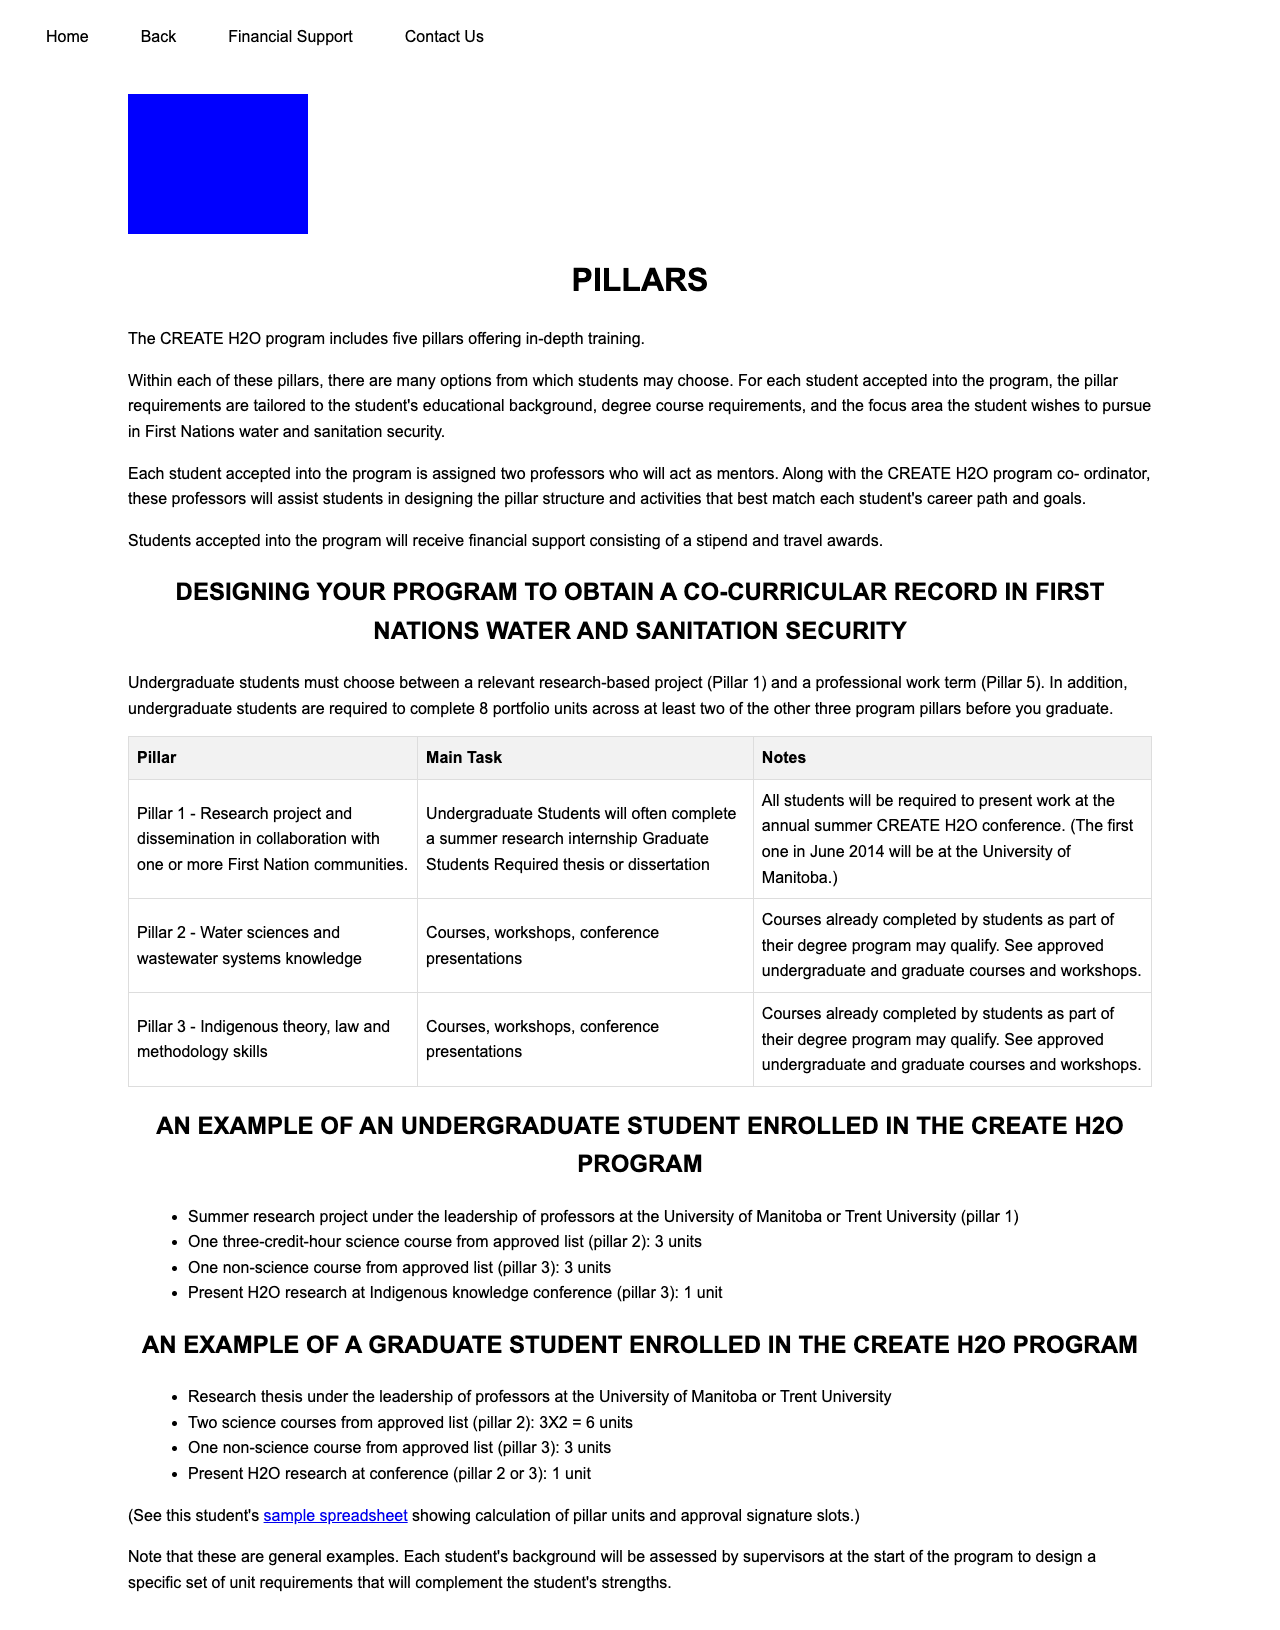 Home Back Financial Support Contact Us
PILLARS
The CREATE H2O program includes five pillars offering in-depth training.
Within each of these pillars, there are many options from which students may choose. For each student accepted into the program, the pillar
requirements are tailored to the student's educational background, degree course requirements, and the focus area the student wishes to pursue
in First Nations water and sanitation security.
Each student accepted into the program is assigned two professors who will act as mentors. Along with the CREATE H2O program co- ordinator,
these professors will assist students in designing the pillar structure and activities that best match each student's career path and goals.
Students accepted into the program will receive financial support consisting of a stipend and travel awards.
DESIGNING YOUR PROGRAM TO OBTAIN A CO-CURRICULAR RECORD IN FIRST
NATIONS WATER AND SANITATION SECURITY
Undergraduate students must choose between a relevant research-based project (Pillar 1) and a professional work term (Pillar 5). In addition,
undergraduate students are required to complete 8 portfolio units across at least two of the other three program pillars before you graduate.
Pillar Main Task Notes
Pillar 1 - Research project and
dissemination in collaboration with
one or more First Nation communities.
Undergraduate Students will often complete
a summer research internship Graduate
Students Required thesis or dissertation
All students will be required to present work at the
annual summer CREATE H2O conference. (The first
one in June 2014 will be at the University of
Manitoba.)
Pillar 2 - Water sciences and
wastewater systems knowledge
Courses, workshops, conference
presentations
Courses already completed by students as part of
their degree program may qualify. See approved
undergraduate and graduate courses and workshops.
Pillar 3 - Indigenous theory, law and
methodology skills
Courses, workshops, conference
presentations
Courses already completed by students as part of
their degree program may qualify. See approved
undergraduate and graduate courses and workshops.
AN EXAMPLE OF AN UNDERGRADUATE STUDENT ENROLLED IN THE CREATE H2O
PROGRAM
• Summer research project under the leadership of professors at the University of Manitoba or Trent University (pillar 1)
• One three-credit-hour science course from approved list (pillar 2): 3 units
• One non-science course from approved list (pillar 3): 3 units
• Present H2O research at Indigenous knowledge conference (pillar 3): 1 unit
AN EXAMPLE OF A GRADUATE STUDENT ENROLLED IN THE CREATE H2O PROGRAM
• Research thesis under the leadership of professors at the University of Manitoba or Trent University
• Two science courses from approved list (pillar 2): 3X2 = 6 units
• One non-science course from approved list (pillar 3): 3 units
• Present H2O research at conference (pillar 2 or 3): 1 unit
(See this student's sample spreadsheet showing calculation of pillar units and approval signature slots.)
Note that these are general examples. Each student's background will be assessed by supervisors at the start of the program to design a
specific set of unit requirements that will complement the student's strengths.